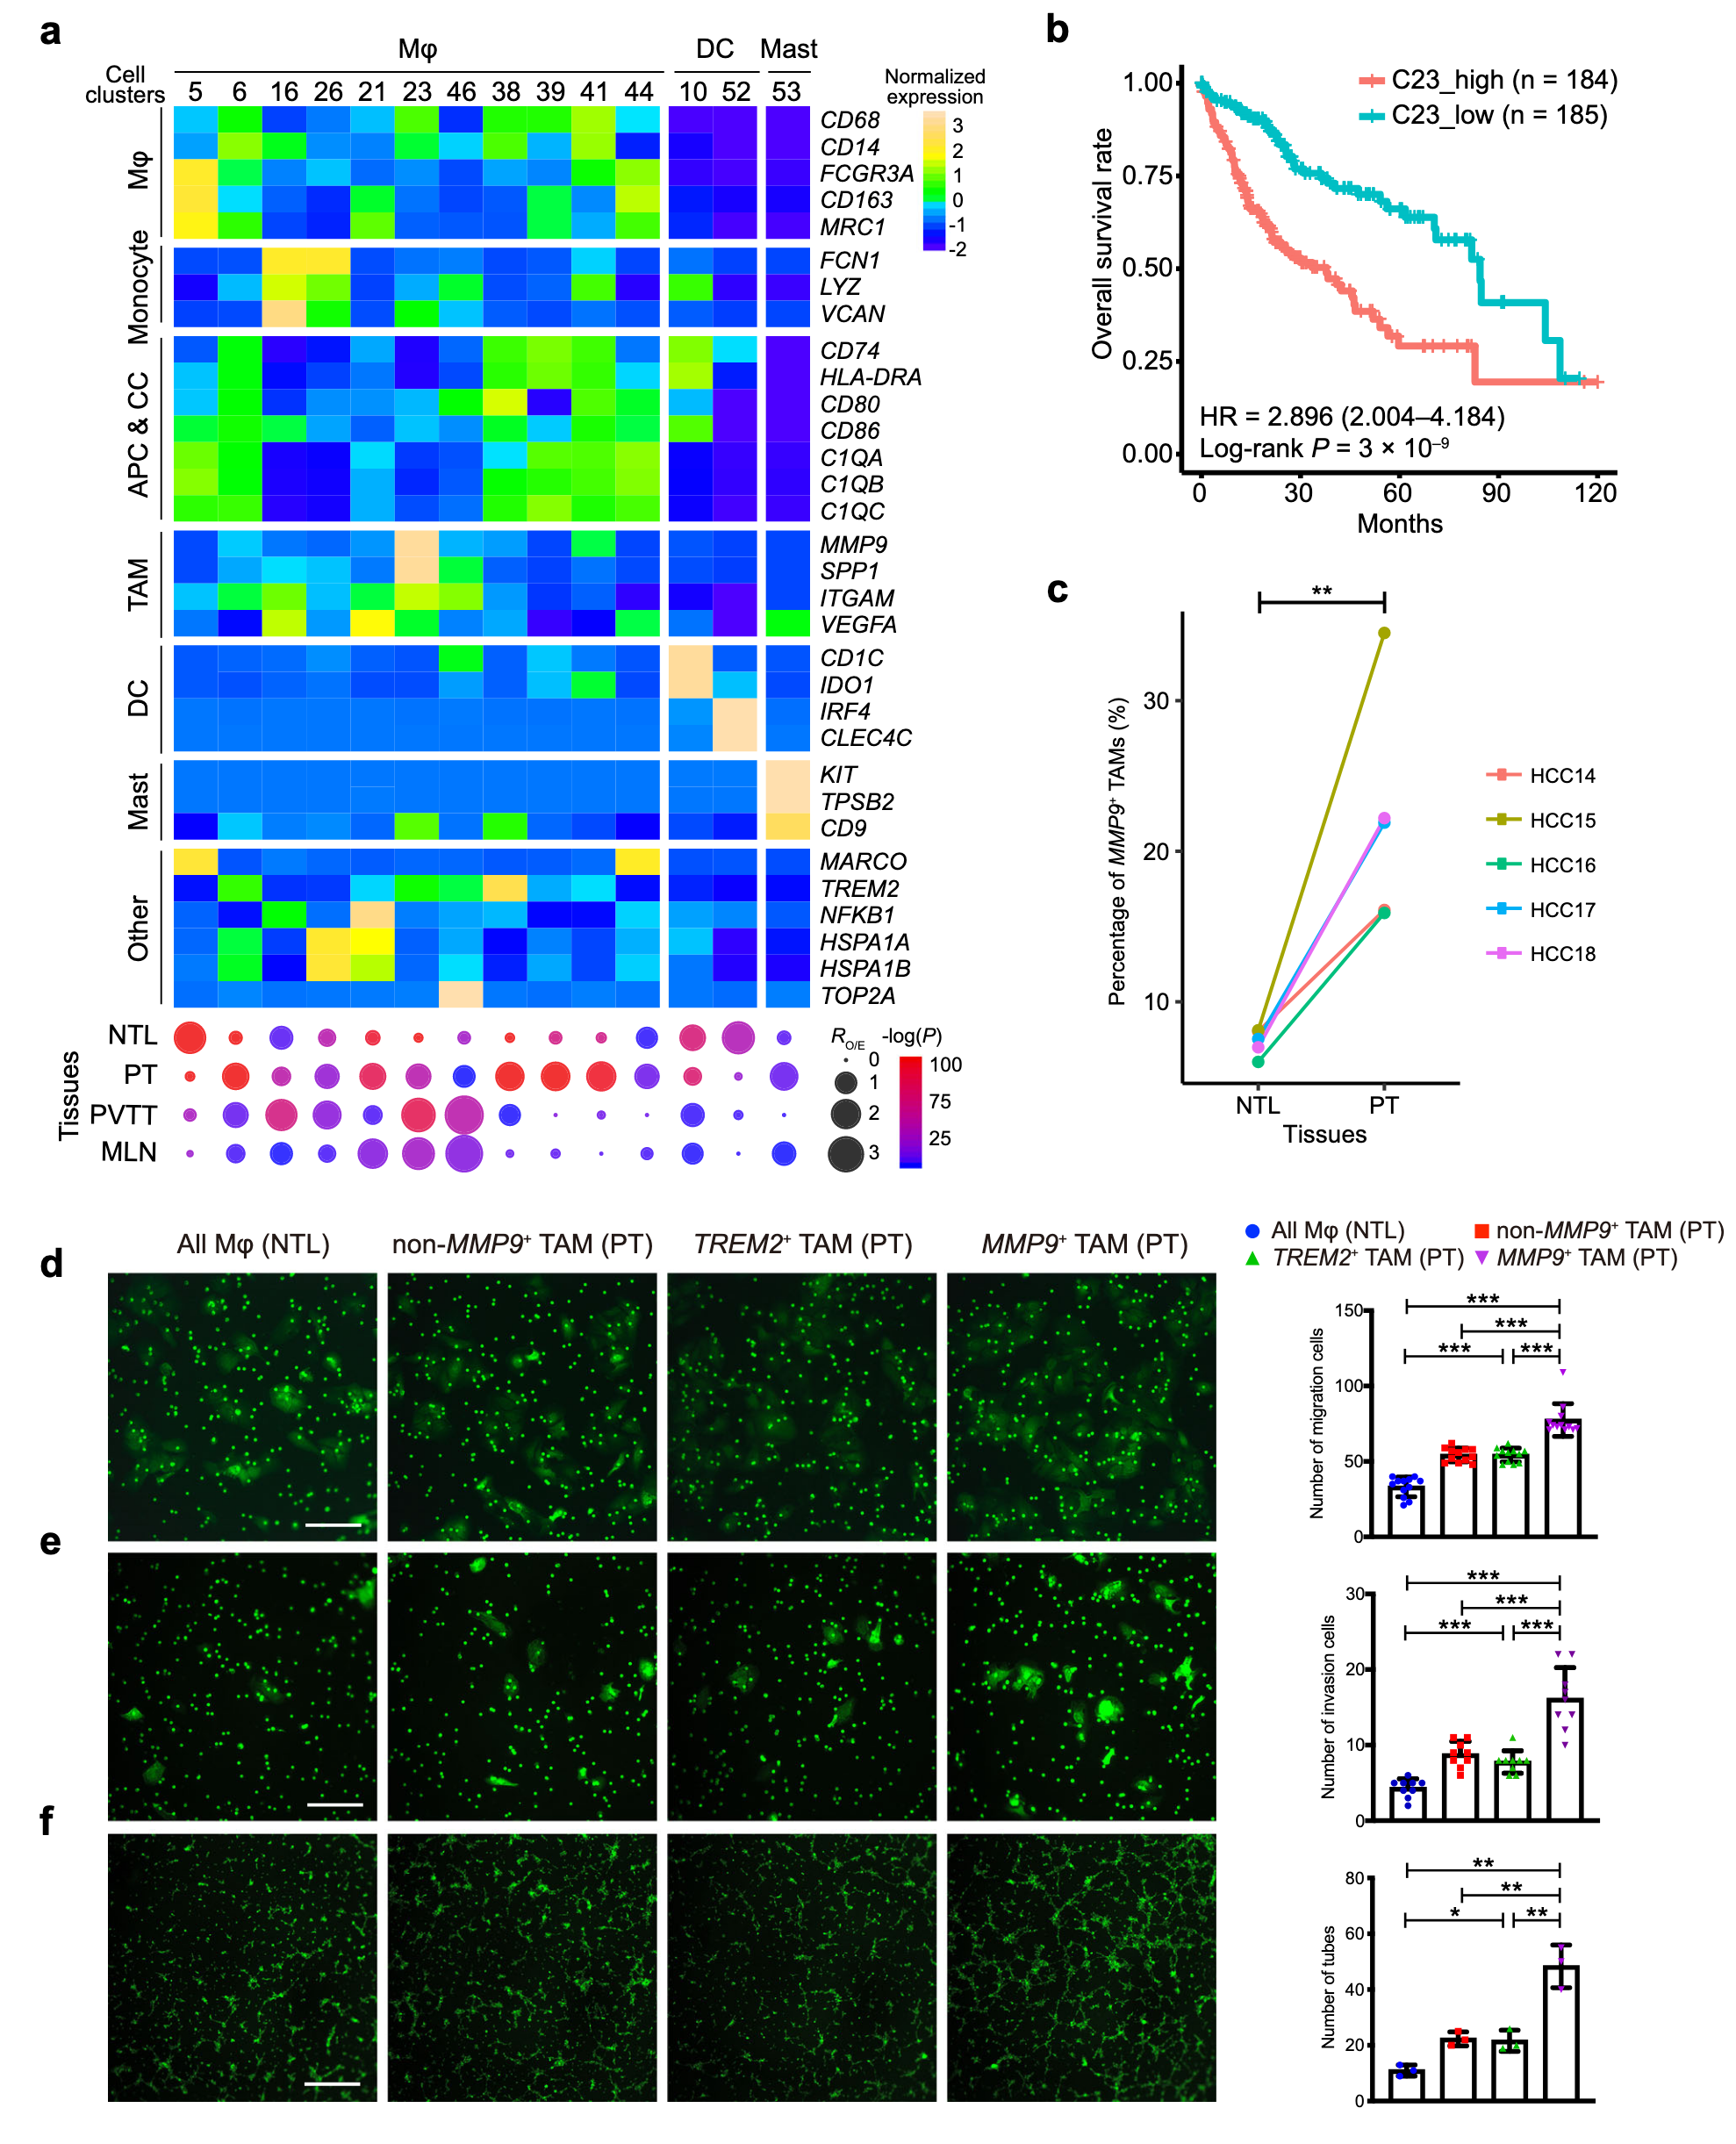 a
Mφ
DC
Mast
Cell clusters
5 6 16 26 21 23 46 38 39 41 44 10 52 53
Normalized expression
3
2
1
0
-1
-2
Mφ
CD68
CD14
FCGR3A
CD163
MRC1
Monocyte
FCN1
LYZ
VCAN
APC & CC
CD74
HLA-DRA
CD80
CD86
C1QA
C1QB
C1QC
TAM
MMP9
SPP1
ITGAM
VEGFA
DC
CD1C
IDO1
IRF4
CLEC4C
Mast
KIT
TPSB2
CD9
Other
MARCO
TREM2
NFKB1
HSPA1A
HSPA1B
TOP2A
Tissues
NTL
PT
PVTT
MLN
RO/E
0
1
2
3
-log(P)
100
75
25
b
Overall survival rate
1.00
0.75
0.50
0.25
0.00
C23_high (n = 184)
C23_low (n = 185)
HR = 2.896 (2.004–4.184)
Log-rank P = 3 × 10–9
0 30 60 90 120
Months
c
**
Percentage of MMP9+ TAMs (%)
30
20
10
NTL PT
Tissues
HCC14
HCC15
HCC16
HCC17
HCC18
d
All Mφ (NTL)
non-MMP9+ TAM (PT)
TREM2+ TAM (PT)
MMP9+ TAM (PT)
All Mφ (NTL)
non-MMP9+ TAM (PT)
TREM2+ TAM (PT)
MMP9+ TAM (PT)
Number of migration cells
150
100
50
0
***
***
*** ***
e
Number of invasion cells
30
20
10
0
***
***
*** ***
f
Number of tubes
80
60
40
20
0
**
**
* **